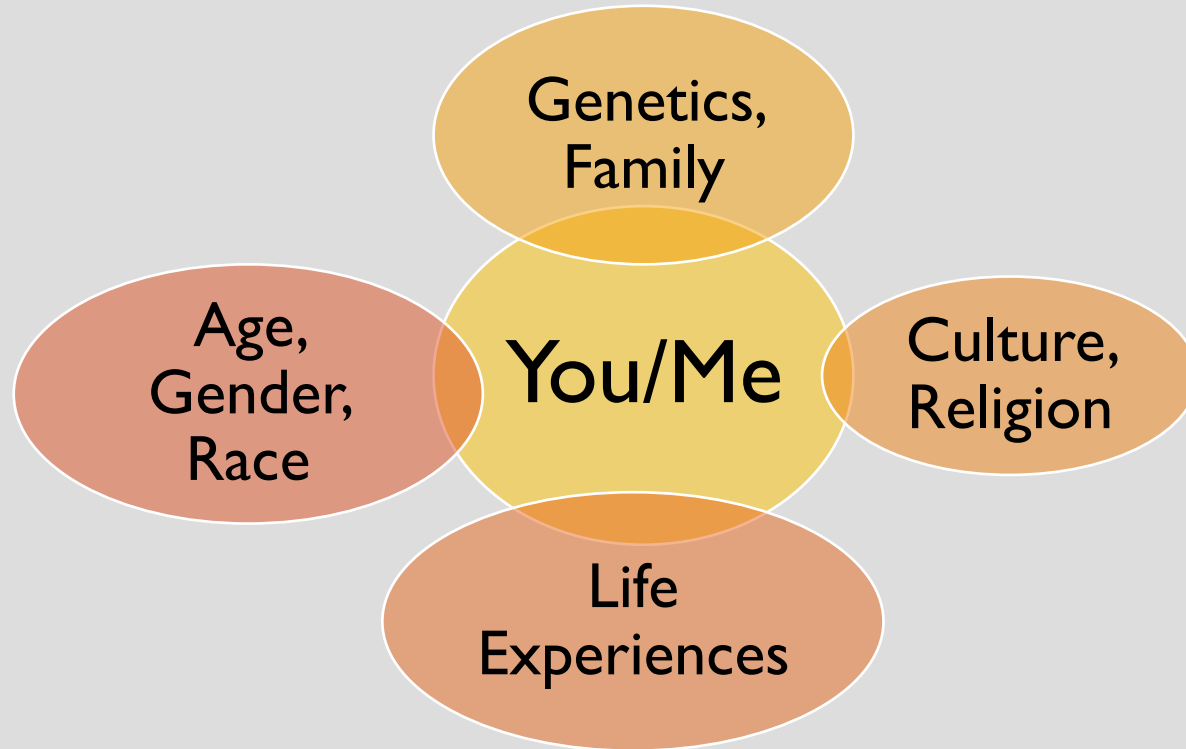 Genetics,
Family
Age,
Gender,
Race
You/Me
Culture,
Religion
Life
Experiences